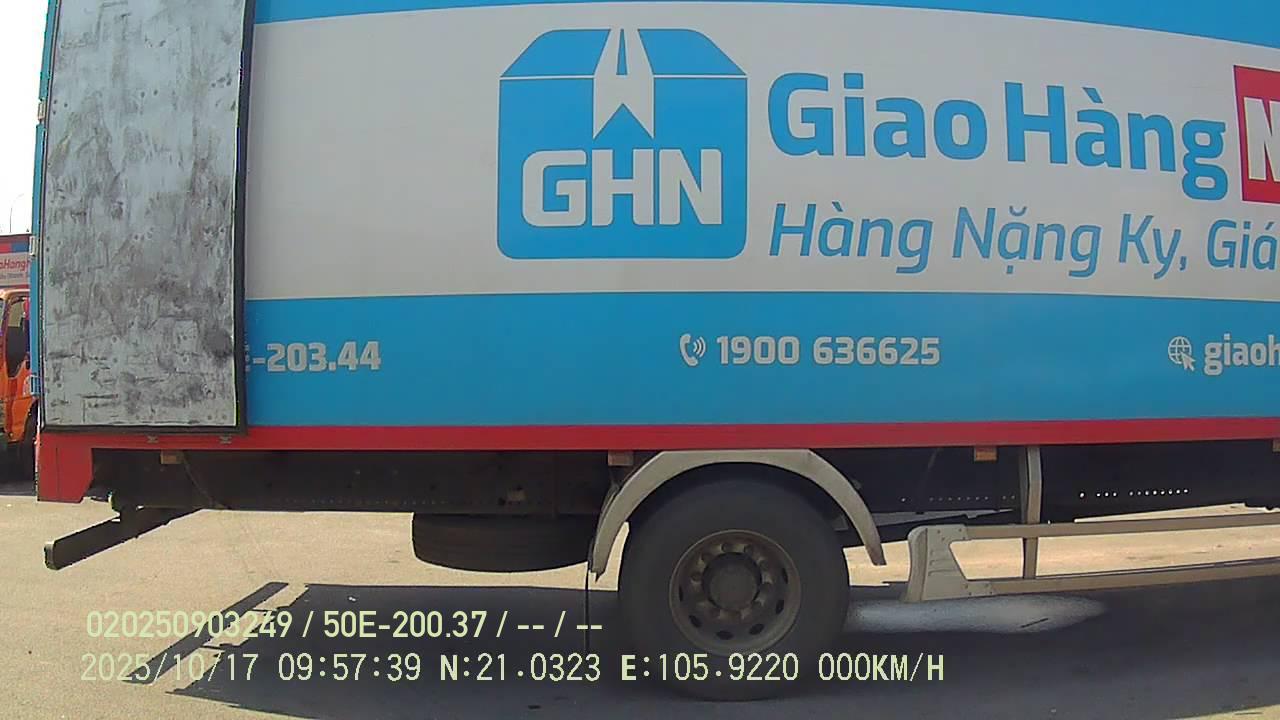 GHN
Giao Hàng N
Hàng Nặng Ky, Giá
-203.44
1900 636625
giaoh
020250903249 / 50E-200.37 / -- / --
2025/10/17 09:57:39 N:21.0323 E:105.9220 000KM/H